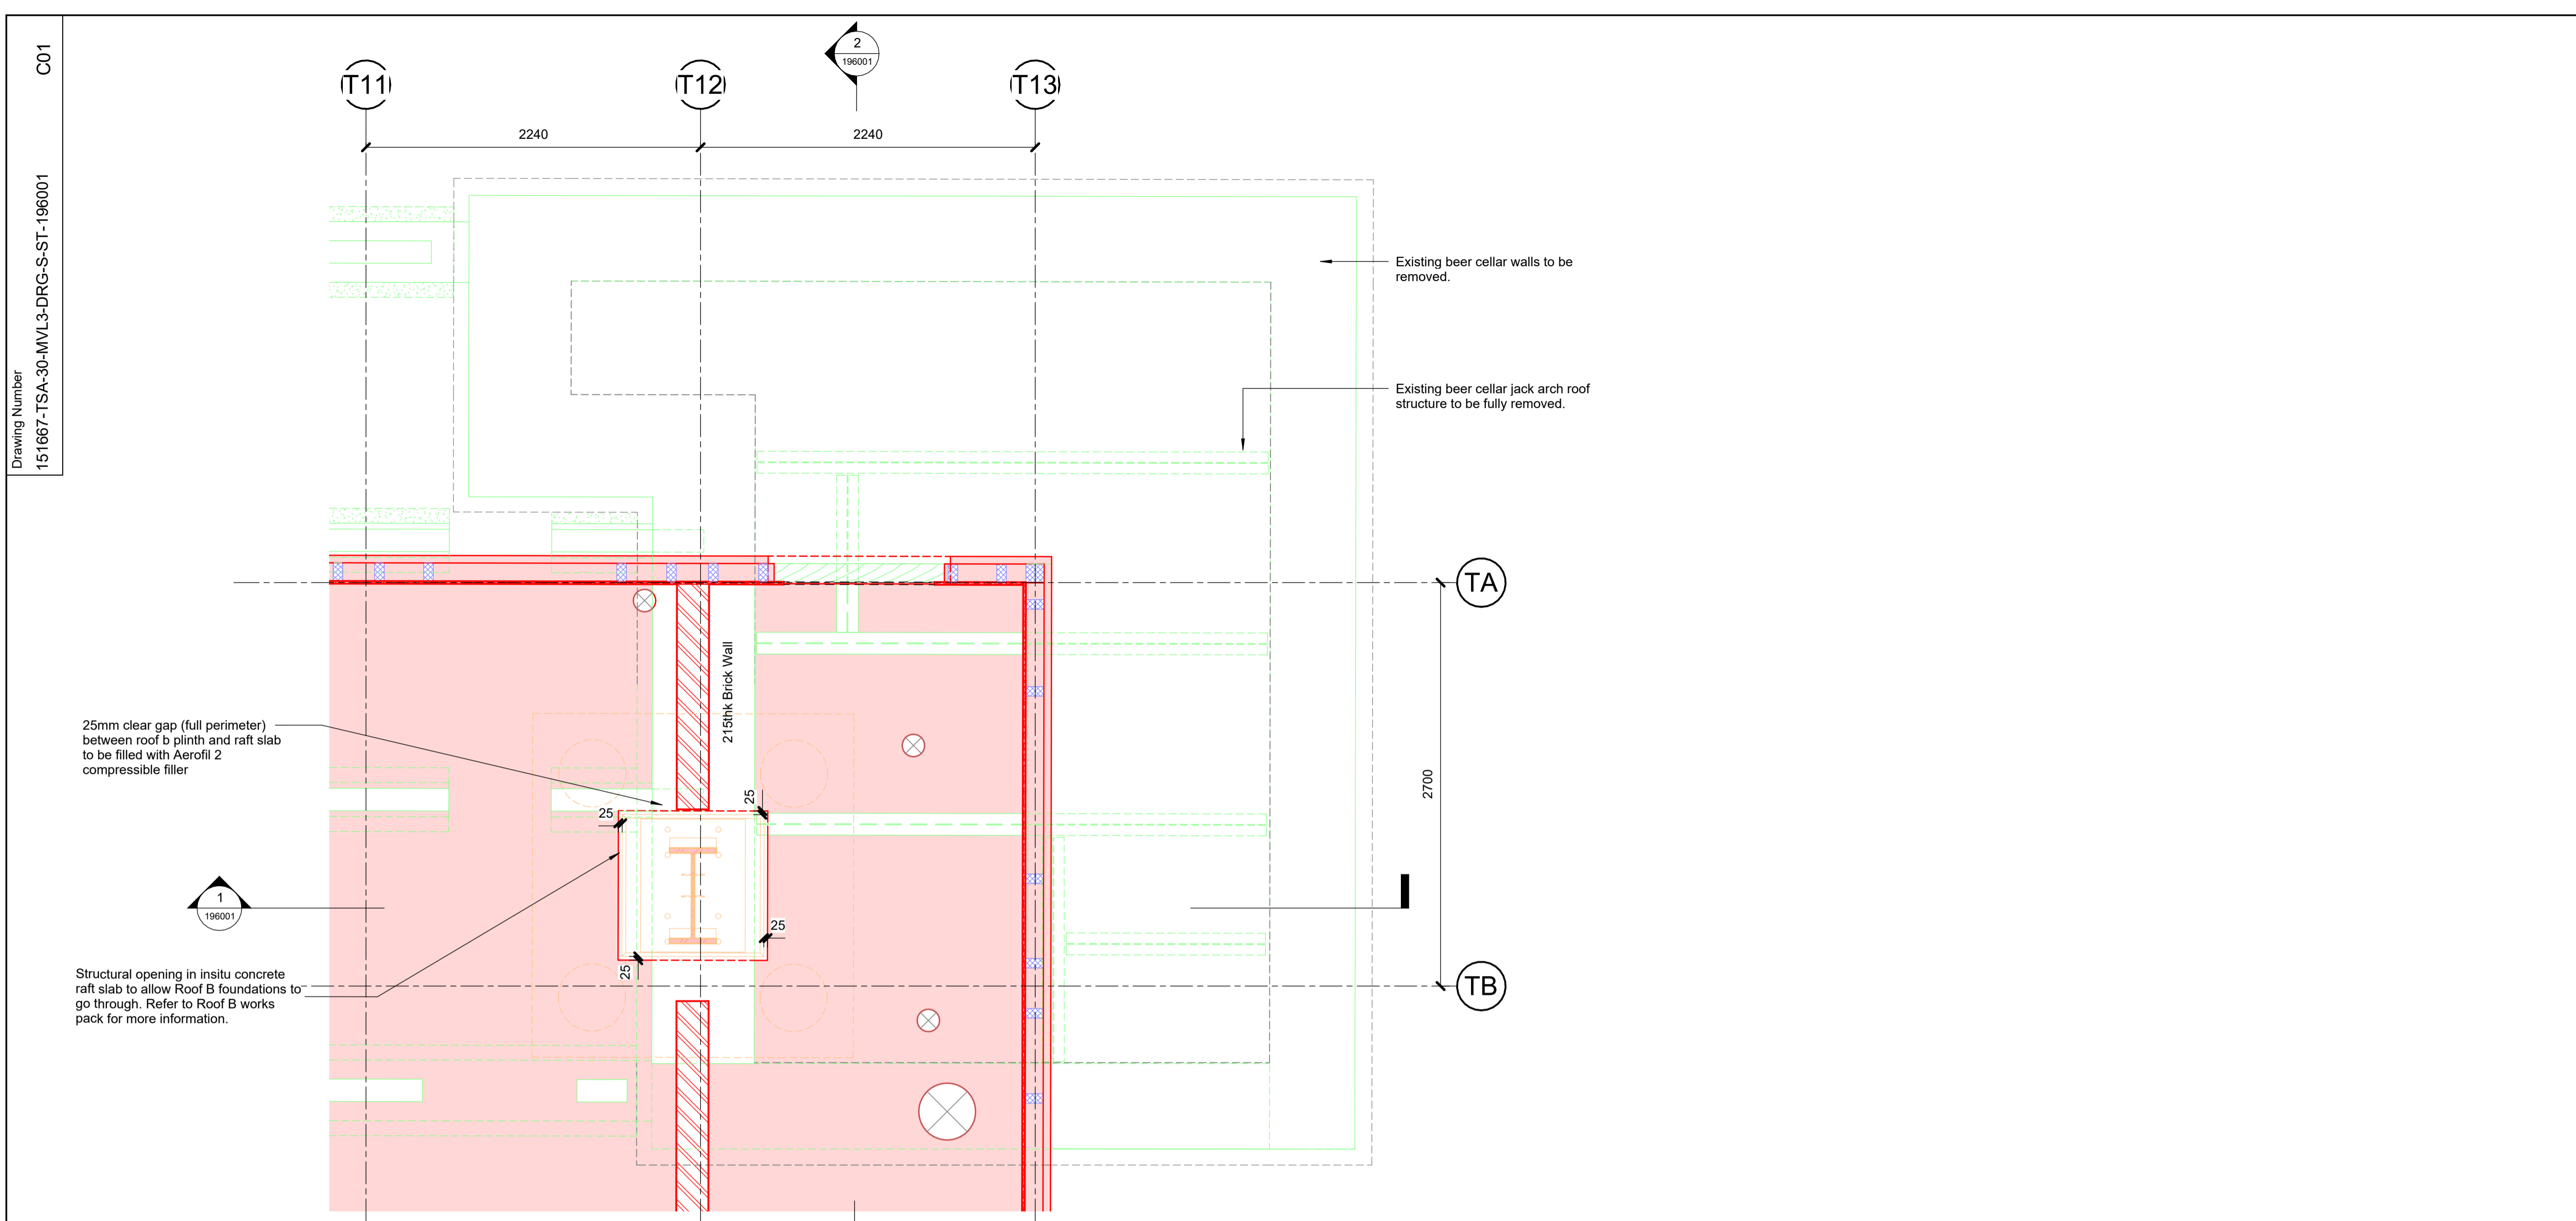 Drawing Number
151667-TSA-30-MVL3-DRG-S-ST-196001
C01
2
196001
T11
T12
T13
2240
2240
Existing beer cellar walls to be
removed.
Existing beer cellar jack arch roof
structure to be fully removed.
TA
215thk Brick Wall
25mm clear gap (full perimeter)
between roof b plinth and raft slab
to be filled with Aerofil 2
compressible filler
2700
25
25
1
196001
25
25
Structural opening in insitu concrete
raft slab to allow Roof B foundations to
go through. Refer to Roof B works
pack for more information.
TB